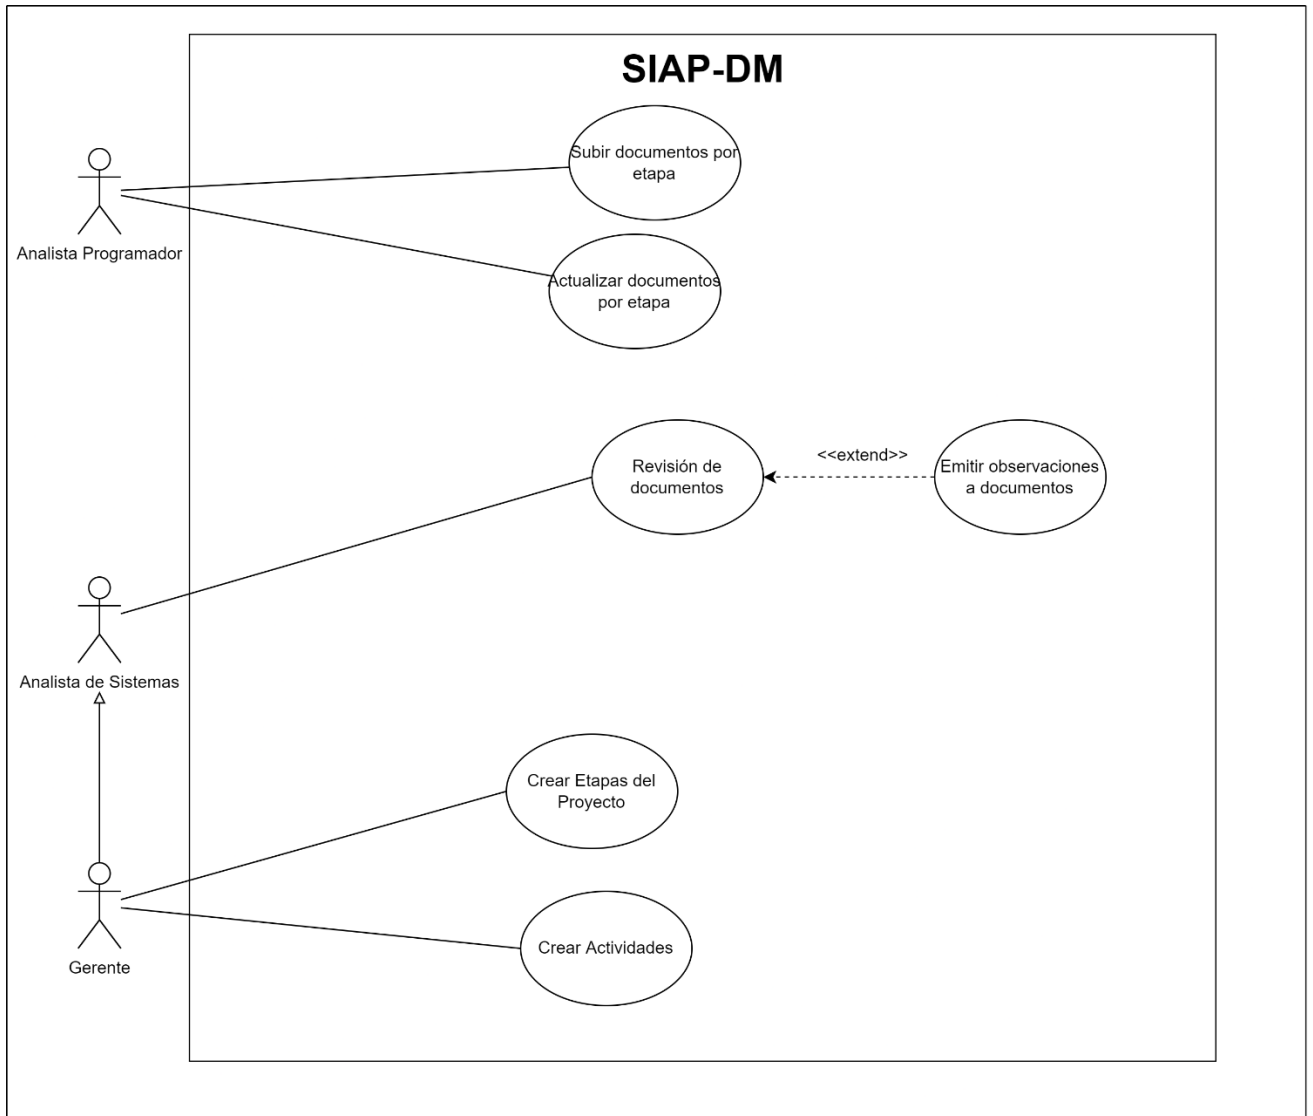 SIAP-DM
Subir documentos por
etapa
Analista Programador
Actualizar documentos
por etapa
Revisión de
documentos
<<extend>>
Emitir observaciones
a documentos
Analista de Sistemas
Crear Etapas del
Proyecto
Crear Actividades
Gerente